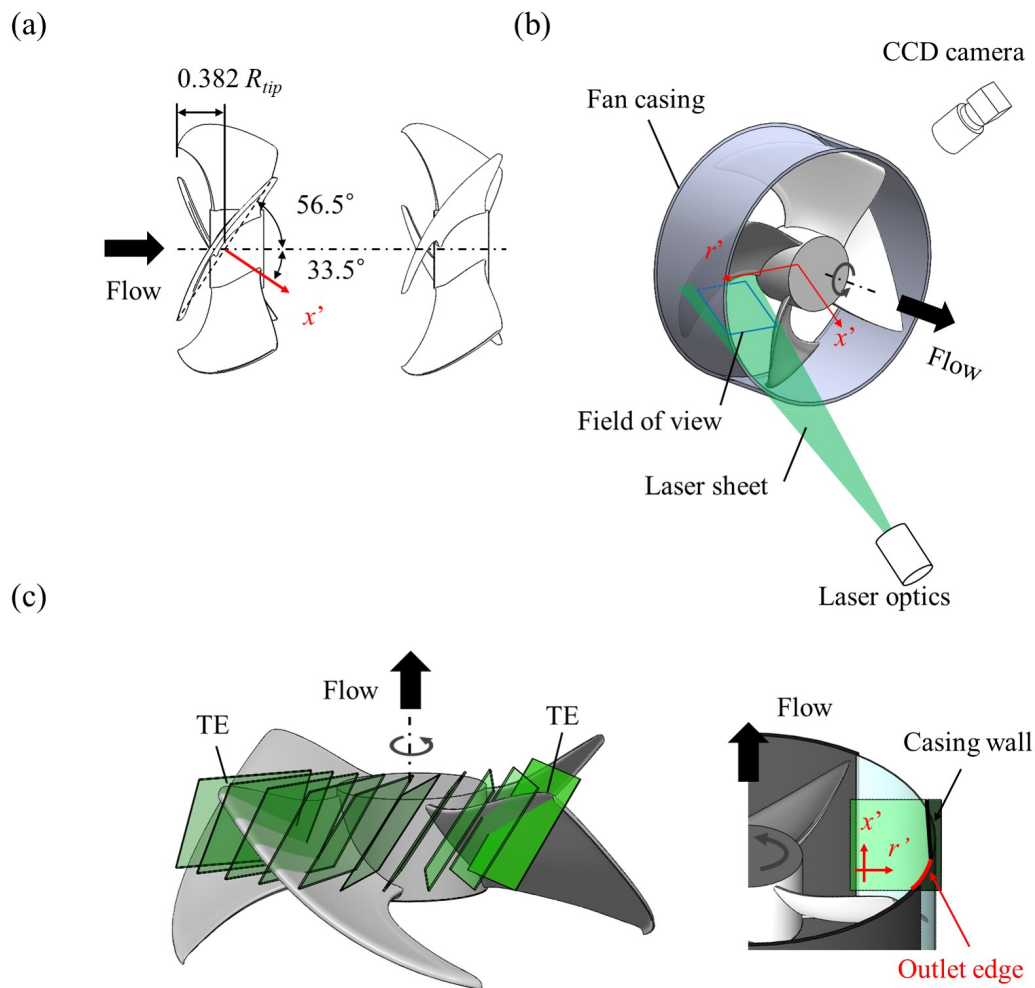 (a)
0.382 R_tip
56.5°
33.5°
Flow
x’
(b)
CCD camera
Fan casing
r’
x’
Flow
Field of view
Laser sheet
Laser optics
(c)
Flow
TE
TE
Flow
Casing wall
x’
r’
Outlet edge